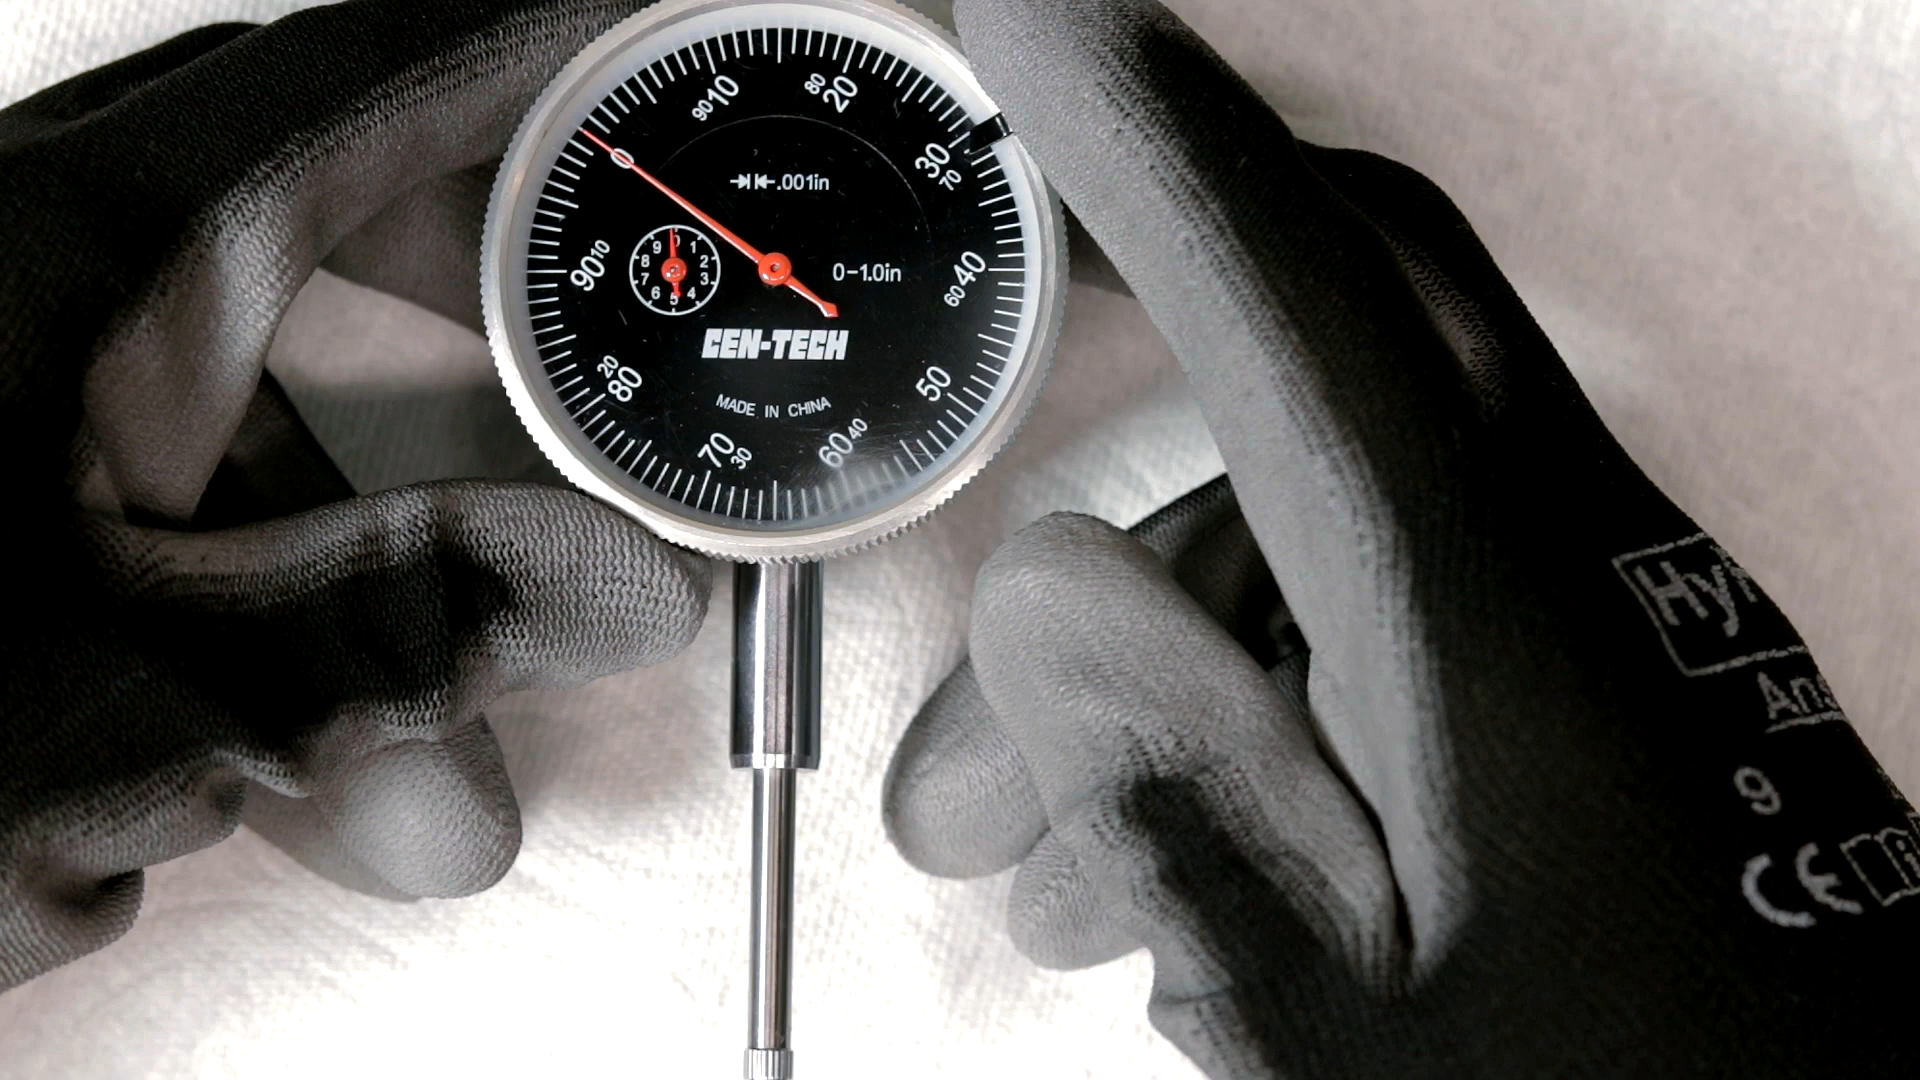 90 10
80 20
0
30 70
.001in
90 10
0 1 2 3 4 5 6 7 8 9
0-1.0in
40 60
CEN-TECH
20 80
50
MADE IN CHINA
70 30
60 40
Hy
Ans
9
CE